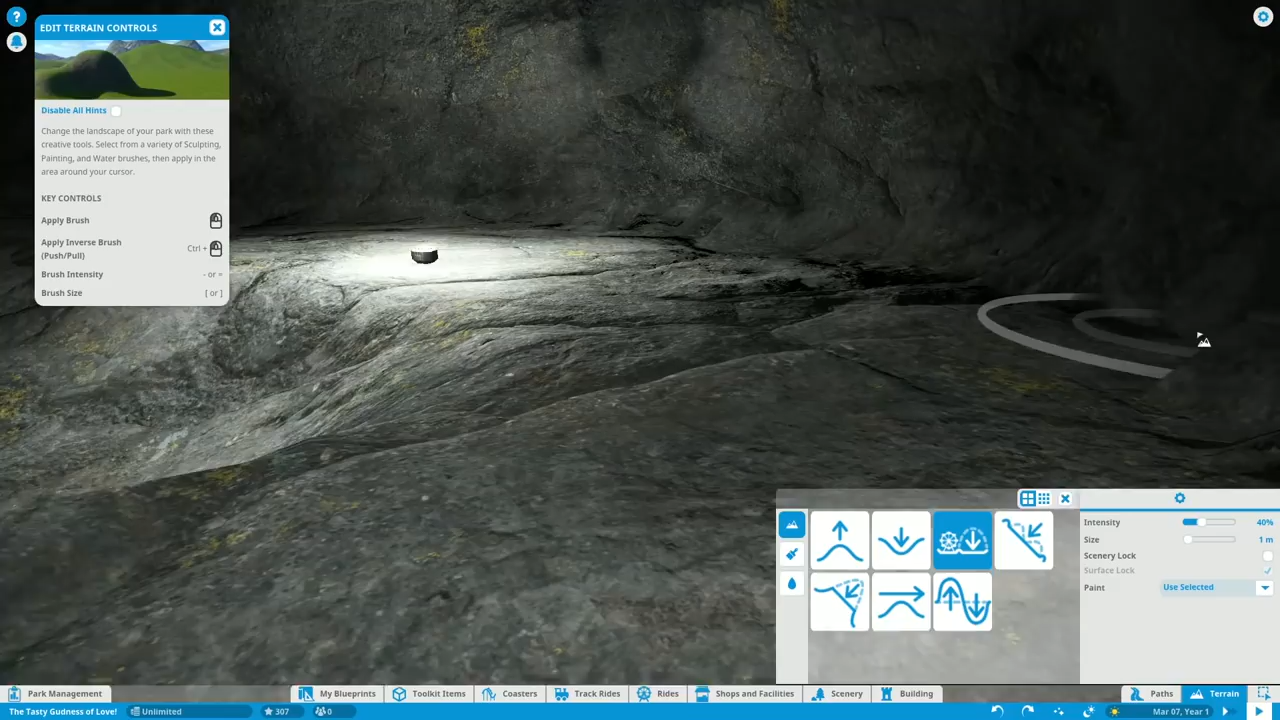 ?
EDIT TERRAIN CONTROLS
Disable All Hints
Change the landscape of your park with these
creative tools. Select from a variety of Sculpting,
Painting, and Water brushes, then apply in the
area around your cursor.
KEY CONTROLS
Apply Brush
Apply Inverse Brush Ctrl +
(Push/Pull)
Brush Intensity - or =
Brush Size [ or ]
Intensity 40%
Size 1 m
Scenery Lock
Surface Lock
Paint Use Selected
Park Management My Blueprints Toolkit Items Coasters Track Rides Rides Shops and Facilities Scenery Building Paths Terrain
The Tasty Gudness of Love! Unlimited 307 0 Mar 07, Year 1